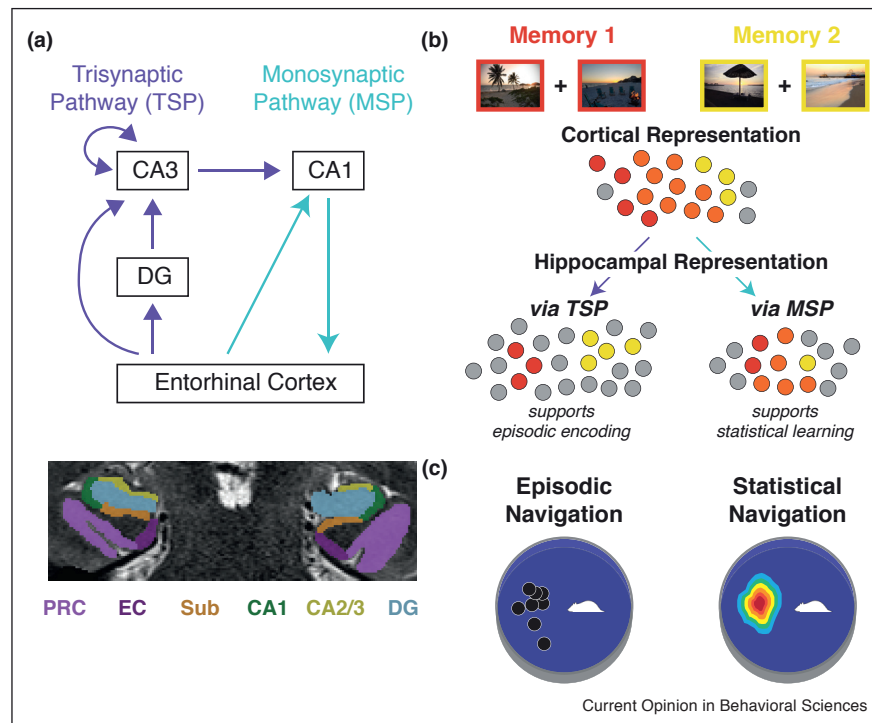 (a)
Trisynaptic
Pathway (TSP)
Monosynaptic
Pathway (MSP)
CA3
CA1
DG
Entorhinal Cortex
PRC EC Sub CA1 CA2/3 DG
(b)
Memory 1
Memory 2
+
+
Cortical Representation
Hippocampal Representation
via TSP
via MSP
supports
episodic encoding
supports
statistical learning
(c)
Episodic
Navigation
Statistical
Navigation
Current Opinion in Behavioral Sciences